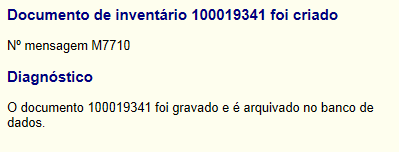 Documento de inventário 100019341 foi criado
Nº mensagem M7710
Diagnóstico
O documento 100019341 foi gravado e é arquivado no banco de
dados.